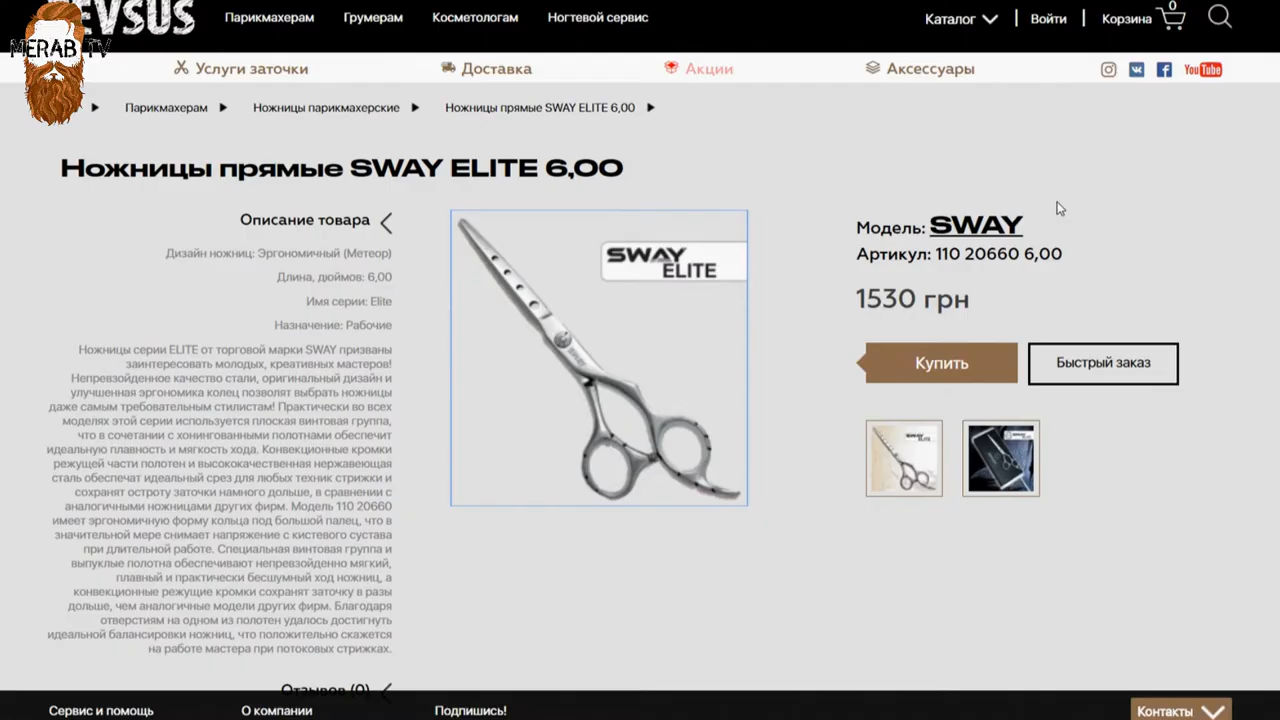 MERAB TV
Парикмахерам Грумерам Косметологам Ногтевой сервис Каталог Войти Корзина 0
Услуги заточки Доставка Акции Аксессуары You Tube
Парикмахерам Ножницы парикмахерские Ножницы прямые SWAY ELITE 6,00
Ножницы прямые SWAY ELITE 6,00
Описание товара
Дизайн ножниц: Эргономичный (Метеор)
Длина, дюймов: 6,00
Имя серии: Elite
Назначение: Рабочие
Ножницы серии ELITE от торговой марки SWAY призваны
заинтересовать молодых, креативных мастеров!
Непревзойденное качество стали, оригинальный дизайн и
улучшенная эргономика колец позволят выбрать ножницы
даже самым требовательным стилистам! Практически во всех
моделях этой серии используется плоская винтовая группа,
что в сочетании с хонингованными полотнами обеспечит
идеальную плавность и мягкость хода. Конвекционные кромки
режущей части полотен и высококачественная нержавеющая
сталь обеспечат идеальный срез для любых техник стрижки и
сохранят остроту заточки намного дольше, в сравнении с
аналогичными ножницами других фирм. Модель 110 20660
имеет эргономичную форму кольца под большой палец, что в
значительной мере снимает напряжение с кистевого сустава
при длительной работе. Специальная винтовая группа и
выпуклые полотна обеспечивают непревзойденно мягкий,
плавный и практически бесшумный ход ножниц, а
конвекционные режущие кромки сохранят заточку в разы
дольше, чем аналогичные модели других фирм. Благодаря
отверстиям на одном из полотен удалось достигнуть
идеальной балансировки ножниц, что положительно скажется
на работе мастера при потоковых стрижках.
Отзывов (0)
SWAY
ELITE
SWAY
Модель: SWAY
Артикул: 110 20660 6,00
1530 грн
Купить Быстрый заказ
SWAY ELITE
Сервис и помощь О компании Подпишись! Контакты